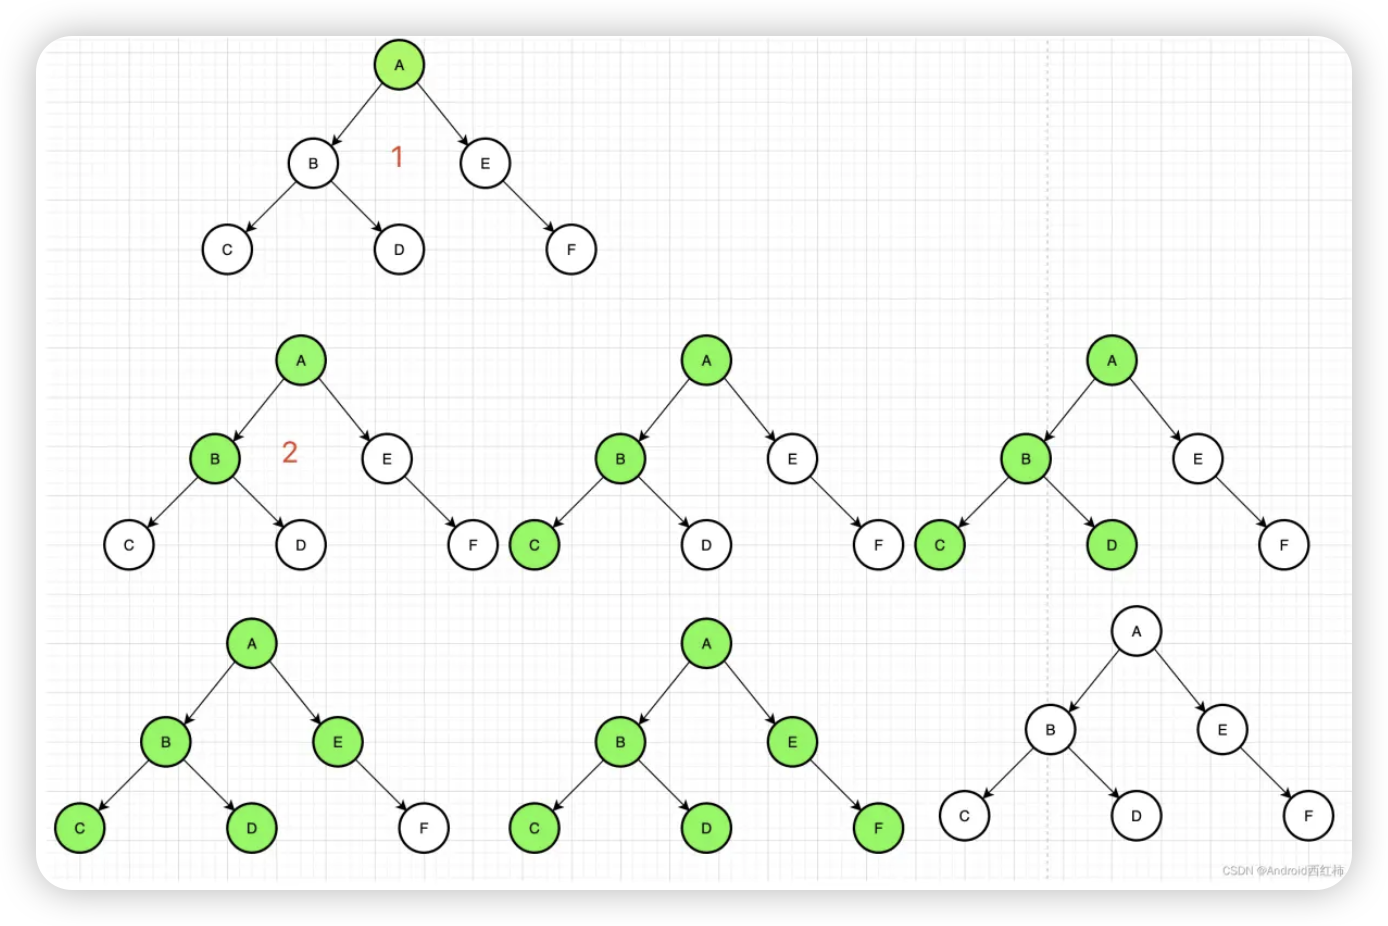 A
B 1 E
C D F
A A A
B 2 E B E B E
C D F C D F C D F
A A A
B E B E B E
C D F C D F C D F
CSDN @Android西红柿